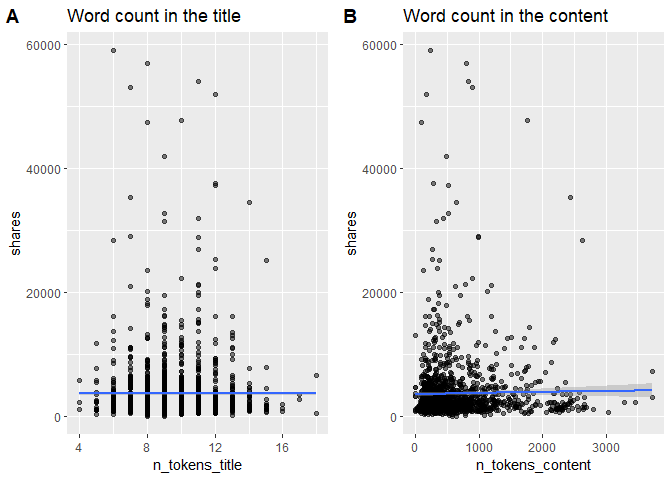 A Word count in the title
60000
40000
20000
0
shares
4 8 12 16
n_tokens_title
B Word count in the content
60000
40000
20000
0
shares
0 1000 2000 3000
n_tokens_content